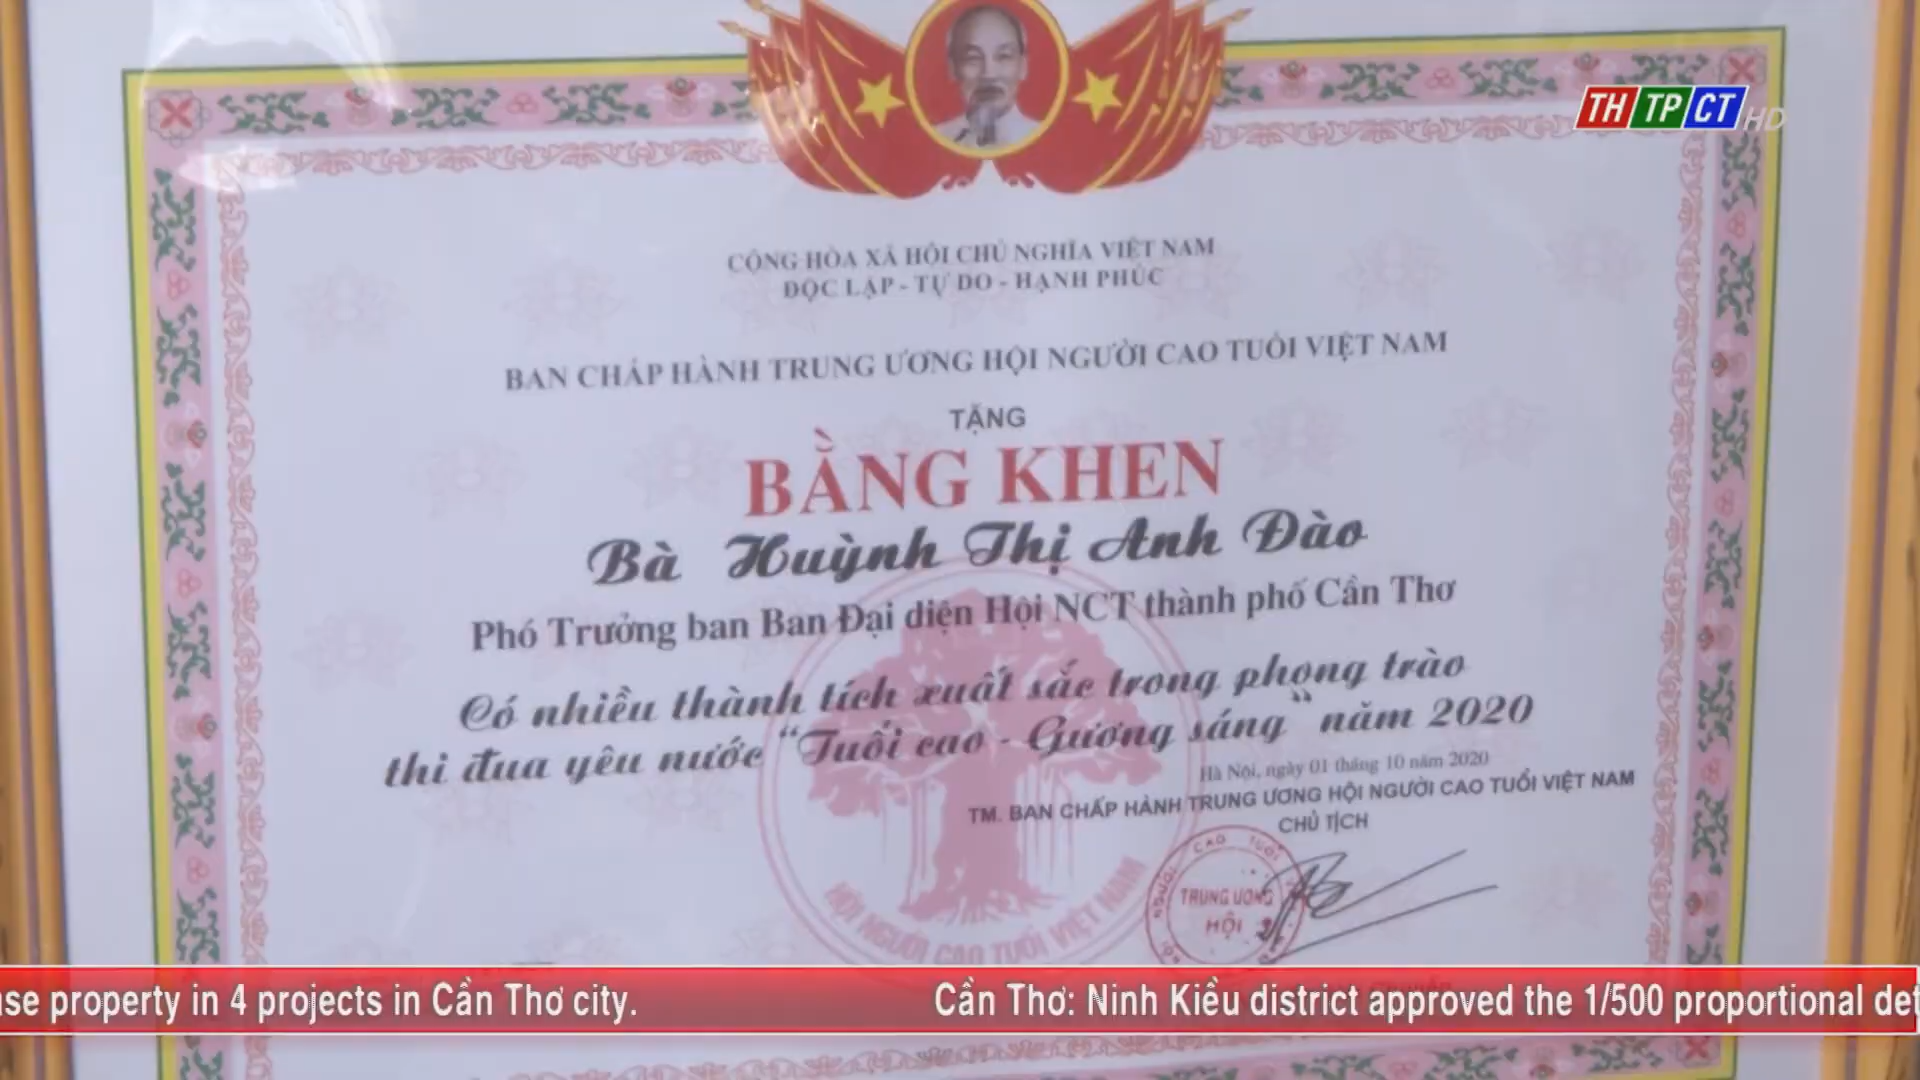 THTPCT HD
CỘNG HÒA XÃ HỘI CHỦ NGHĨA VIỆT NAM
ĐỘC LẬP - TỰ DO - HẠNH PHÚC
BAN CHẤP HÀNH TRUNG ƯƠNG HỘI NGƯỜI CAO TUỔI VIỆT NAM
TẶNG
BẰNG KHEN
Bà Huỳnh Thị Anh Đào
Phó Trưởng ban Ban Đại diện Hội NCT thành phố Cần Thơ
Có nhiều thành tích xuất sắc trong phong trào
thi đua yêu nước “Tuổi cao - Gương sáng” năm 2020
Hà Nội, ngày 01 tháng 10 năm 2020
TM. BAN CHẤP HÀNH TRUNG ƯƠNG HỘI NGƯỜI CAO TUỔI VIỆT NAM
CHỦ TỊCH
NGƯỜI CAO TUỔI
TRUNG ƯƠNG
HỘI
HỘI NGƯỜI CAO TUỔI VIỆT NAM
property in 4 projects in Cần Thơ city. Cần Thơ: Ninh Kiều district approved the 1/500 proportional